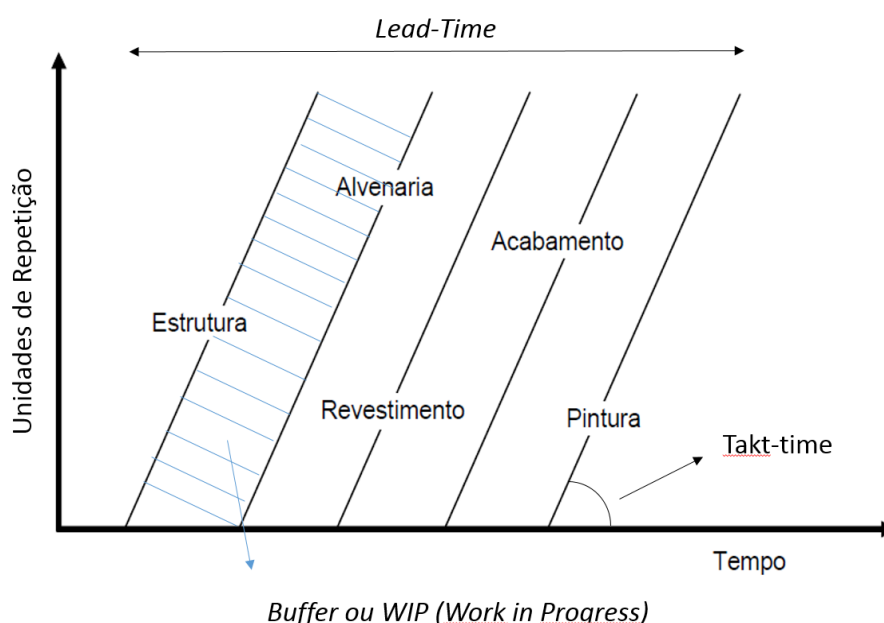 Lead-Time
Unidades de Repetição
Alvenaria
Acabamento
Estrutura
Revestimento
Pintura
Takt-time
Tempo
Buffer ou WIP (Work in Progress)